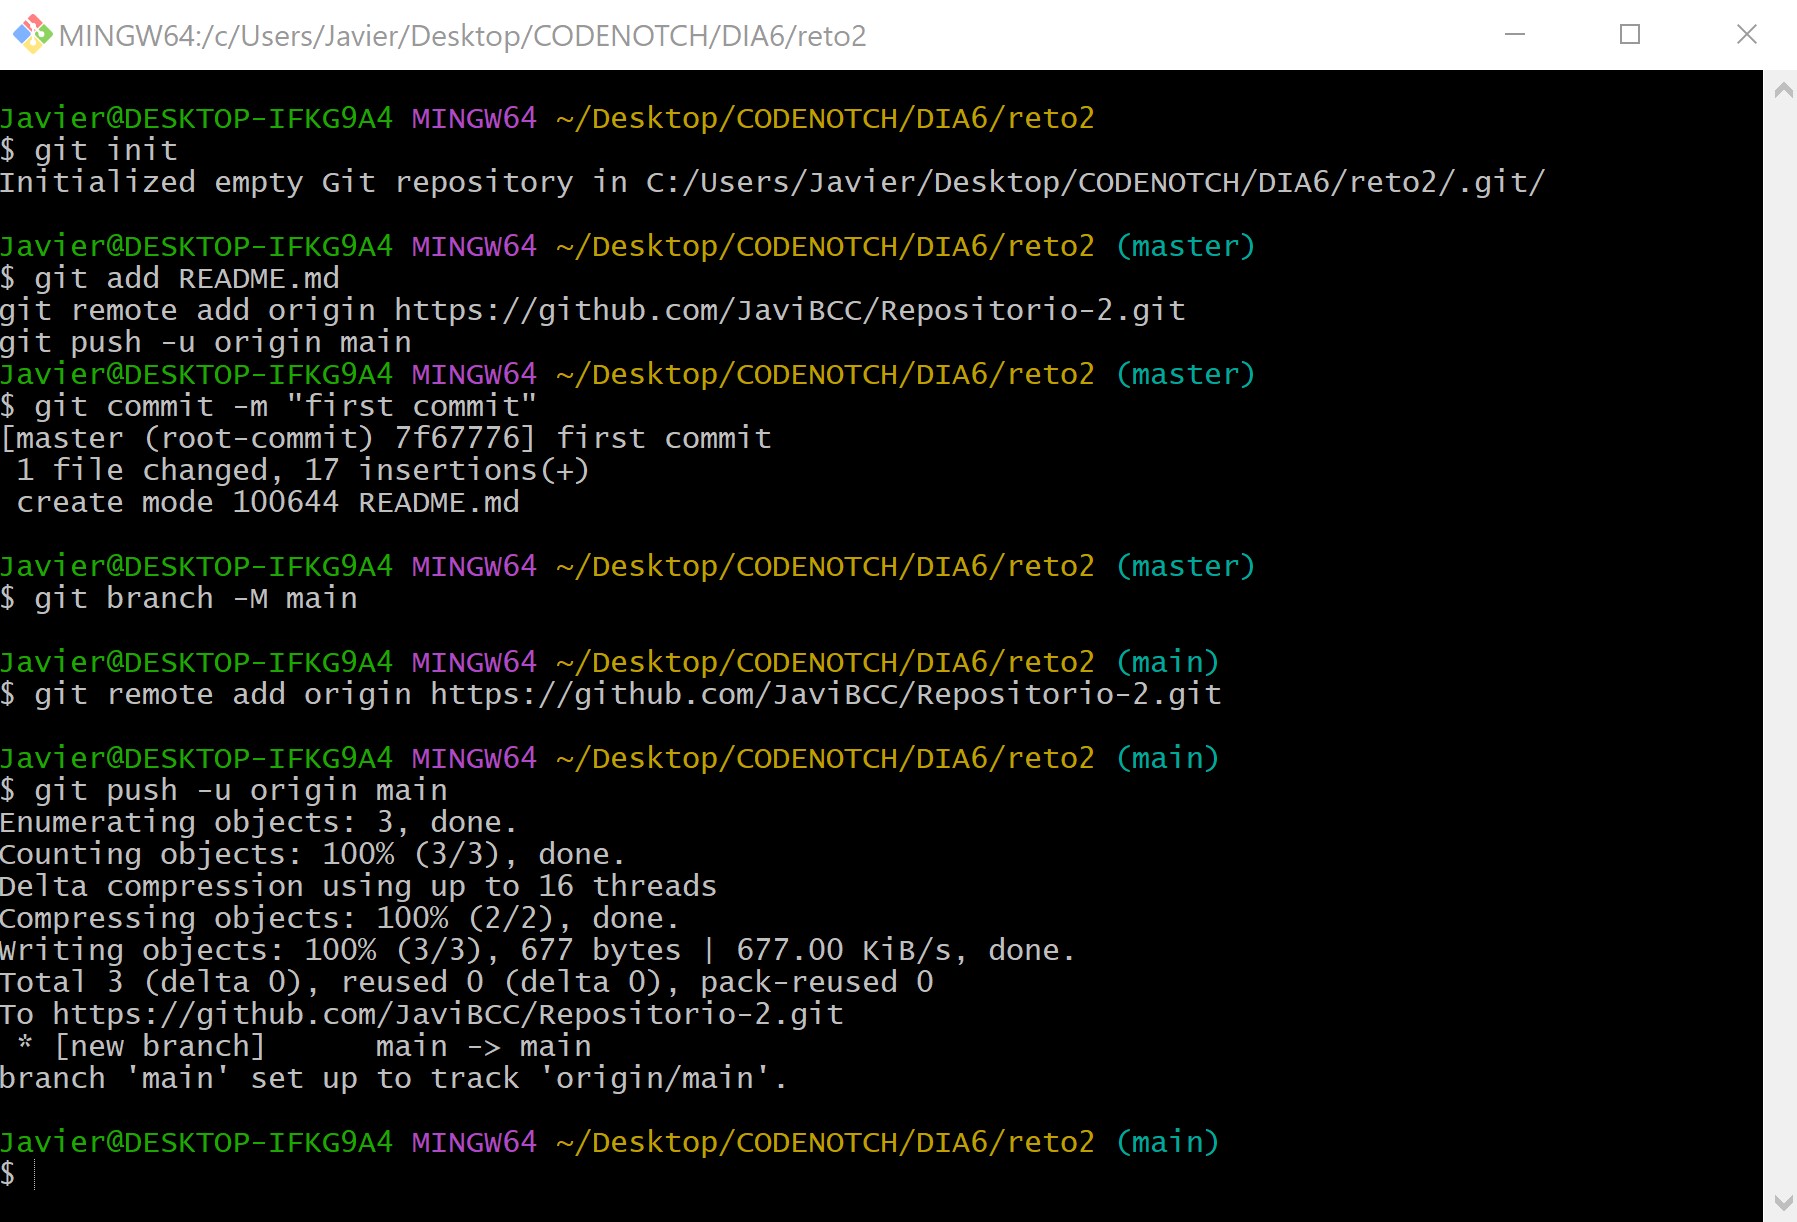 MINGW64:/c/Users/Javier/Desktop/CODENOTCH/DIA6/reto2
Javier@DESKTOP-IFKG9A4 MINGW64 ~/Desktop/CODENOTCH/DIA6/reto2
$ git init
Initialized empty Git repository in C:/Users/Javier/Desktop/CODENOTCH/DIA6/reto2/.git/
Javier@DESKTOP-IFKG9A4 MINGW64 ~/Desktop/CODENOTCH/DIA6/reto2 (master)
$ git add README.md
git remote add origin https://github.com/JaviBCC/Repositorio-2.git
git push -u origin main
Javier@DESKTOP-IFKG9A4 MINGW64 ~/Desktop/CODENOTCH/DIA6/reto2 (master)
$ git commit -m "first commit"
[master (root-commit) 7f67776] first commit
 1 file changed, 17 insertions(+)
 create mode 100644 README.md
Javier@DESKTOP-IFKG9A4 MINGW64 ~/Desktop/CODENOTCH/DIA6/reto2 (master)
$ git branch -M main
Javier@DESKTOP-IFKG9A4 MINGW64 ~/Desktop/CODENOTCH/DIA6/reto2 (main)
$ git remote add origin https://github.com/JaviBCC/Repositorio-2.git
Javier@DESKTOP-IFKG9A4 MINGW64 ~/Desktop/CODENOTCH/DIA6/reto2 (main)
$ git push -u origin main
Enumerating objects: 3, done.
Counting objects: 100% (3/3), done.
Delta compression using up to 16 threads
Compressing objects: 100% (2/2), done.
Writing objects: 100% (3/3), 677 bytes | 677.00 KiB/s, done.
Total 3 (delta 0), reused 0 (delta 0), pack-reused 0
To https://github.com/JaviBCC/Repositorio-2.git
 * [new branch]      main -> main
branch 'main' set up to track 'origin/main'.
Javier@DESKTOP-IFKG9A4 MINGW64 ~/Desktop/CODENOTCH/DIA6/reto2 (main)
$